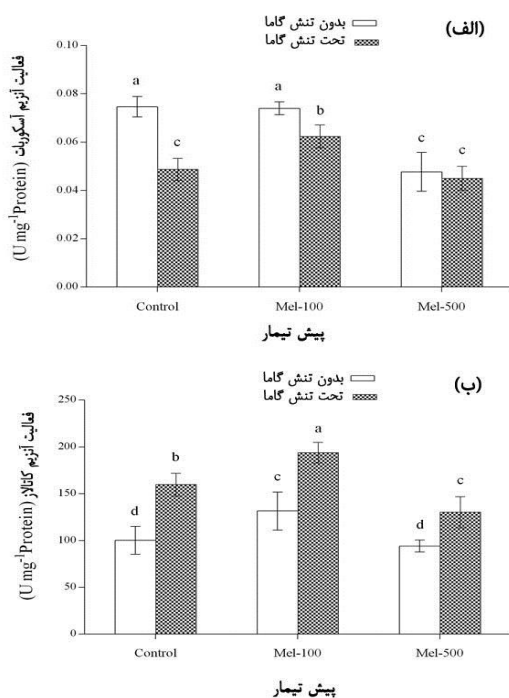 (الف)
بدون تنش گاما
تحت تنش گاما
فعالیت آنزیم آسکوربات (U mg-1Protein)
0.10
0.08
0.06
0.04
0.02
0.00
a
c
a
b
c
c
Control
Mel-100
Mel-500
پیش تیمار
(ب)
بدون تنش گاما
تحت تنش گاما
فعالیت آنزیم کاتالاز (U mg-1Protein)
250
200
150
100
50
0
d
b
c
a
d
c
Control
Mel-100
Mel-500
پیش تیمار